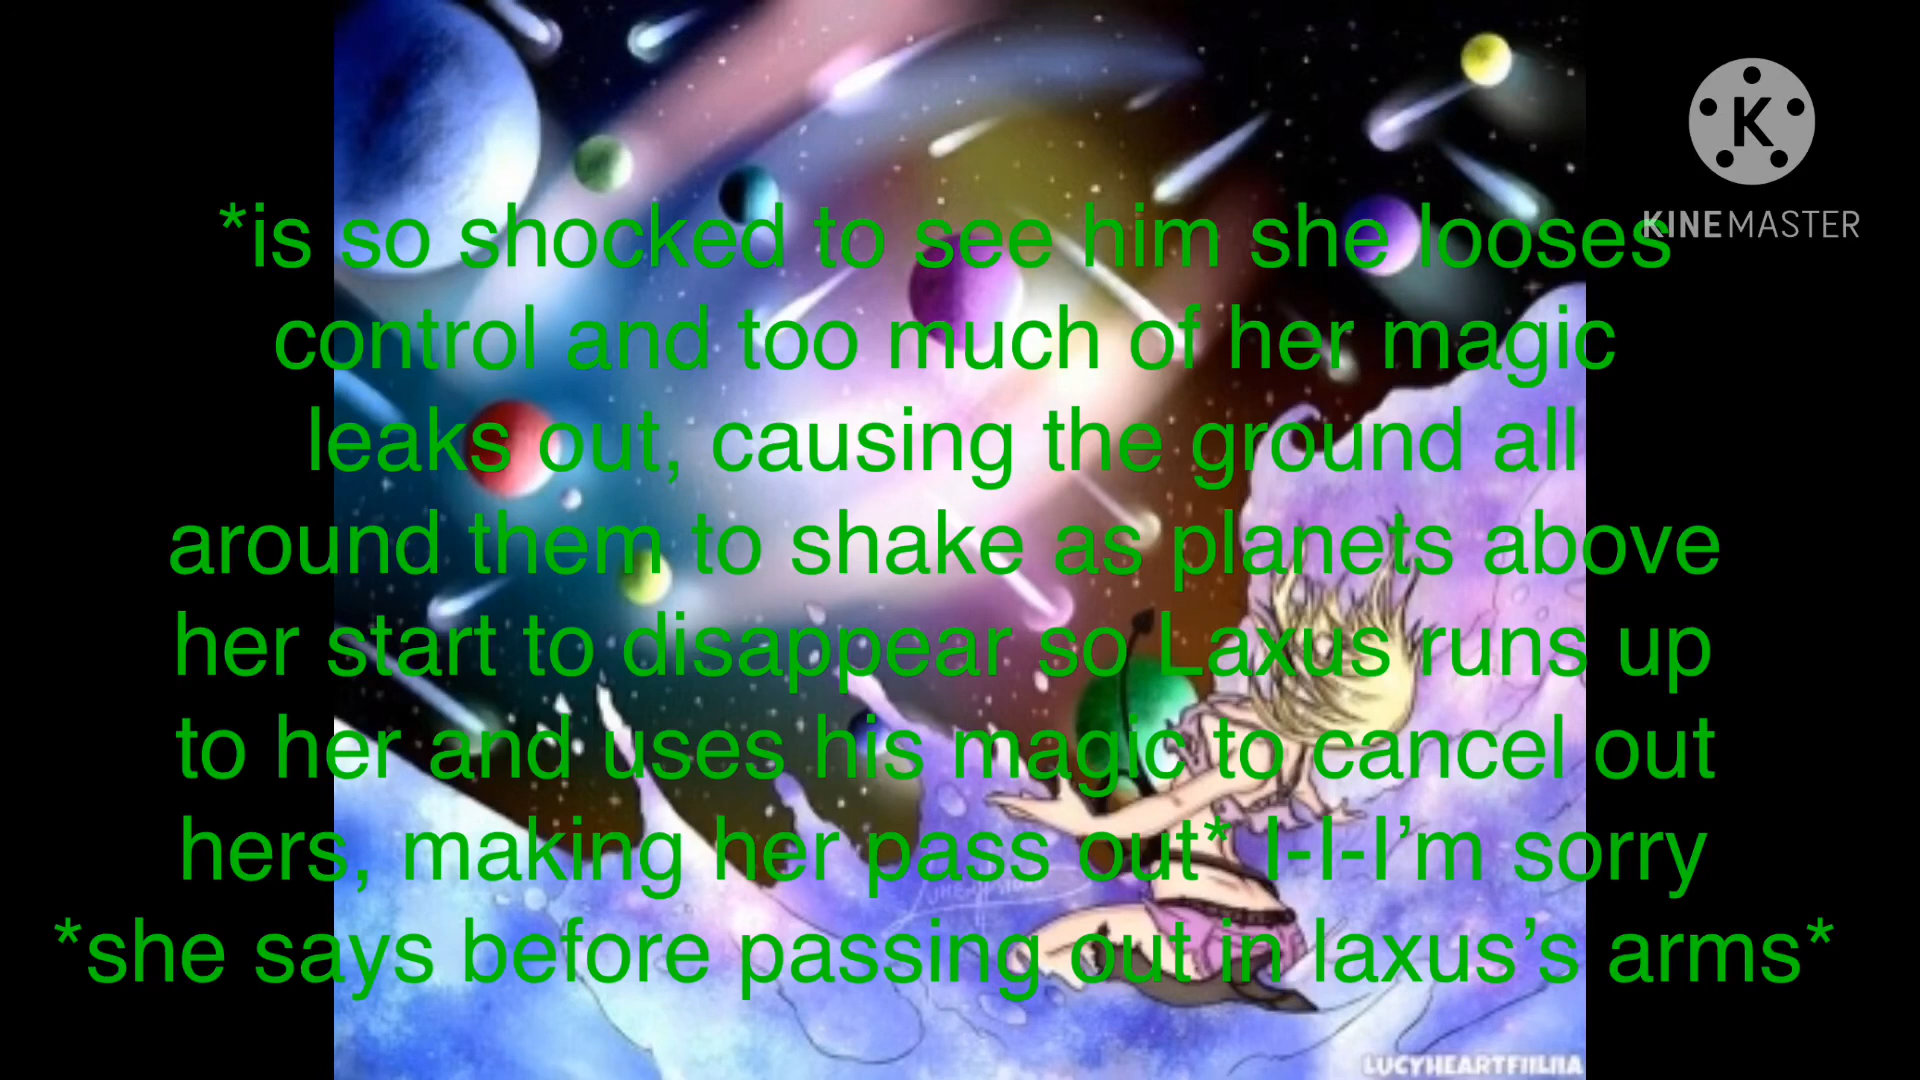 *is so shocked to see him she looses
KINEMASTER
control and too much of her magic
leaks out, causing the ground all
around them to shake as planets above
her start to disappear so Laxus runs up
to her and uses his magic to cancel out
hers, making her pass out* I-I-I’m sorry
*she says before passing out in laxus’s arms*
LUCYHEARTFIILIIA